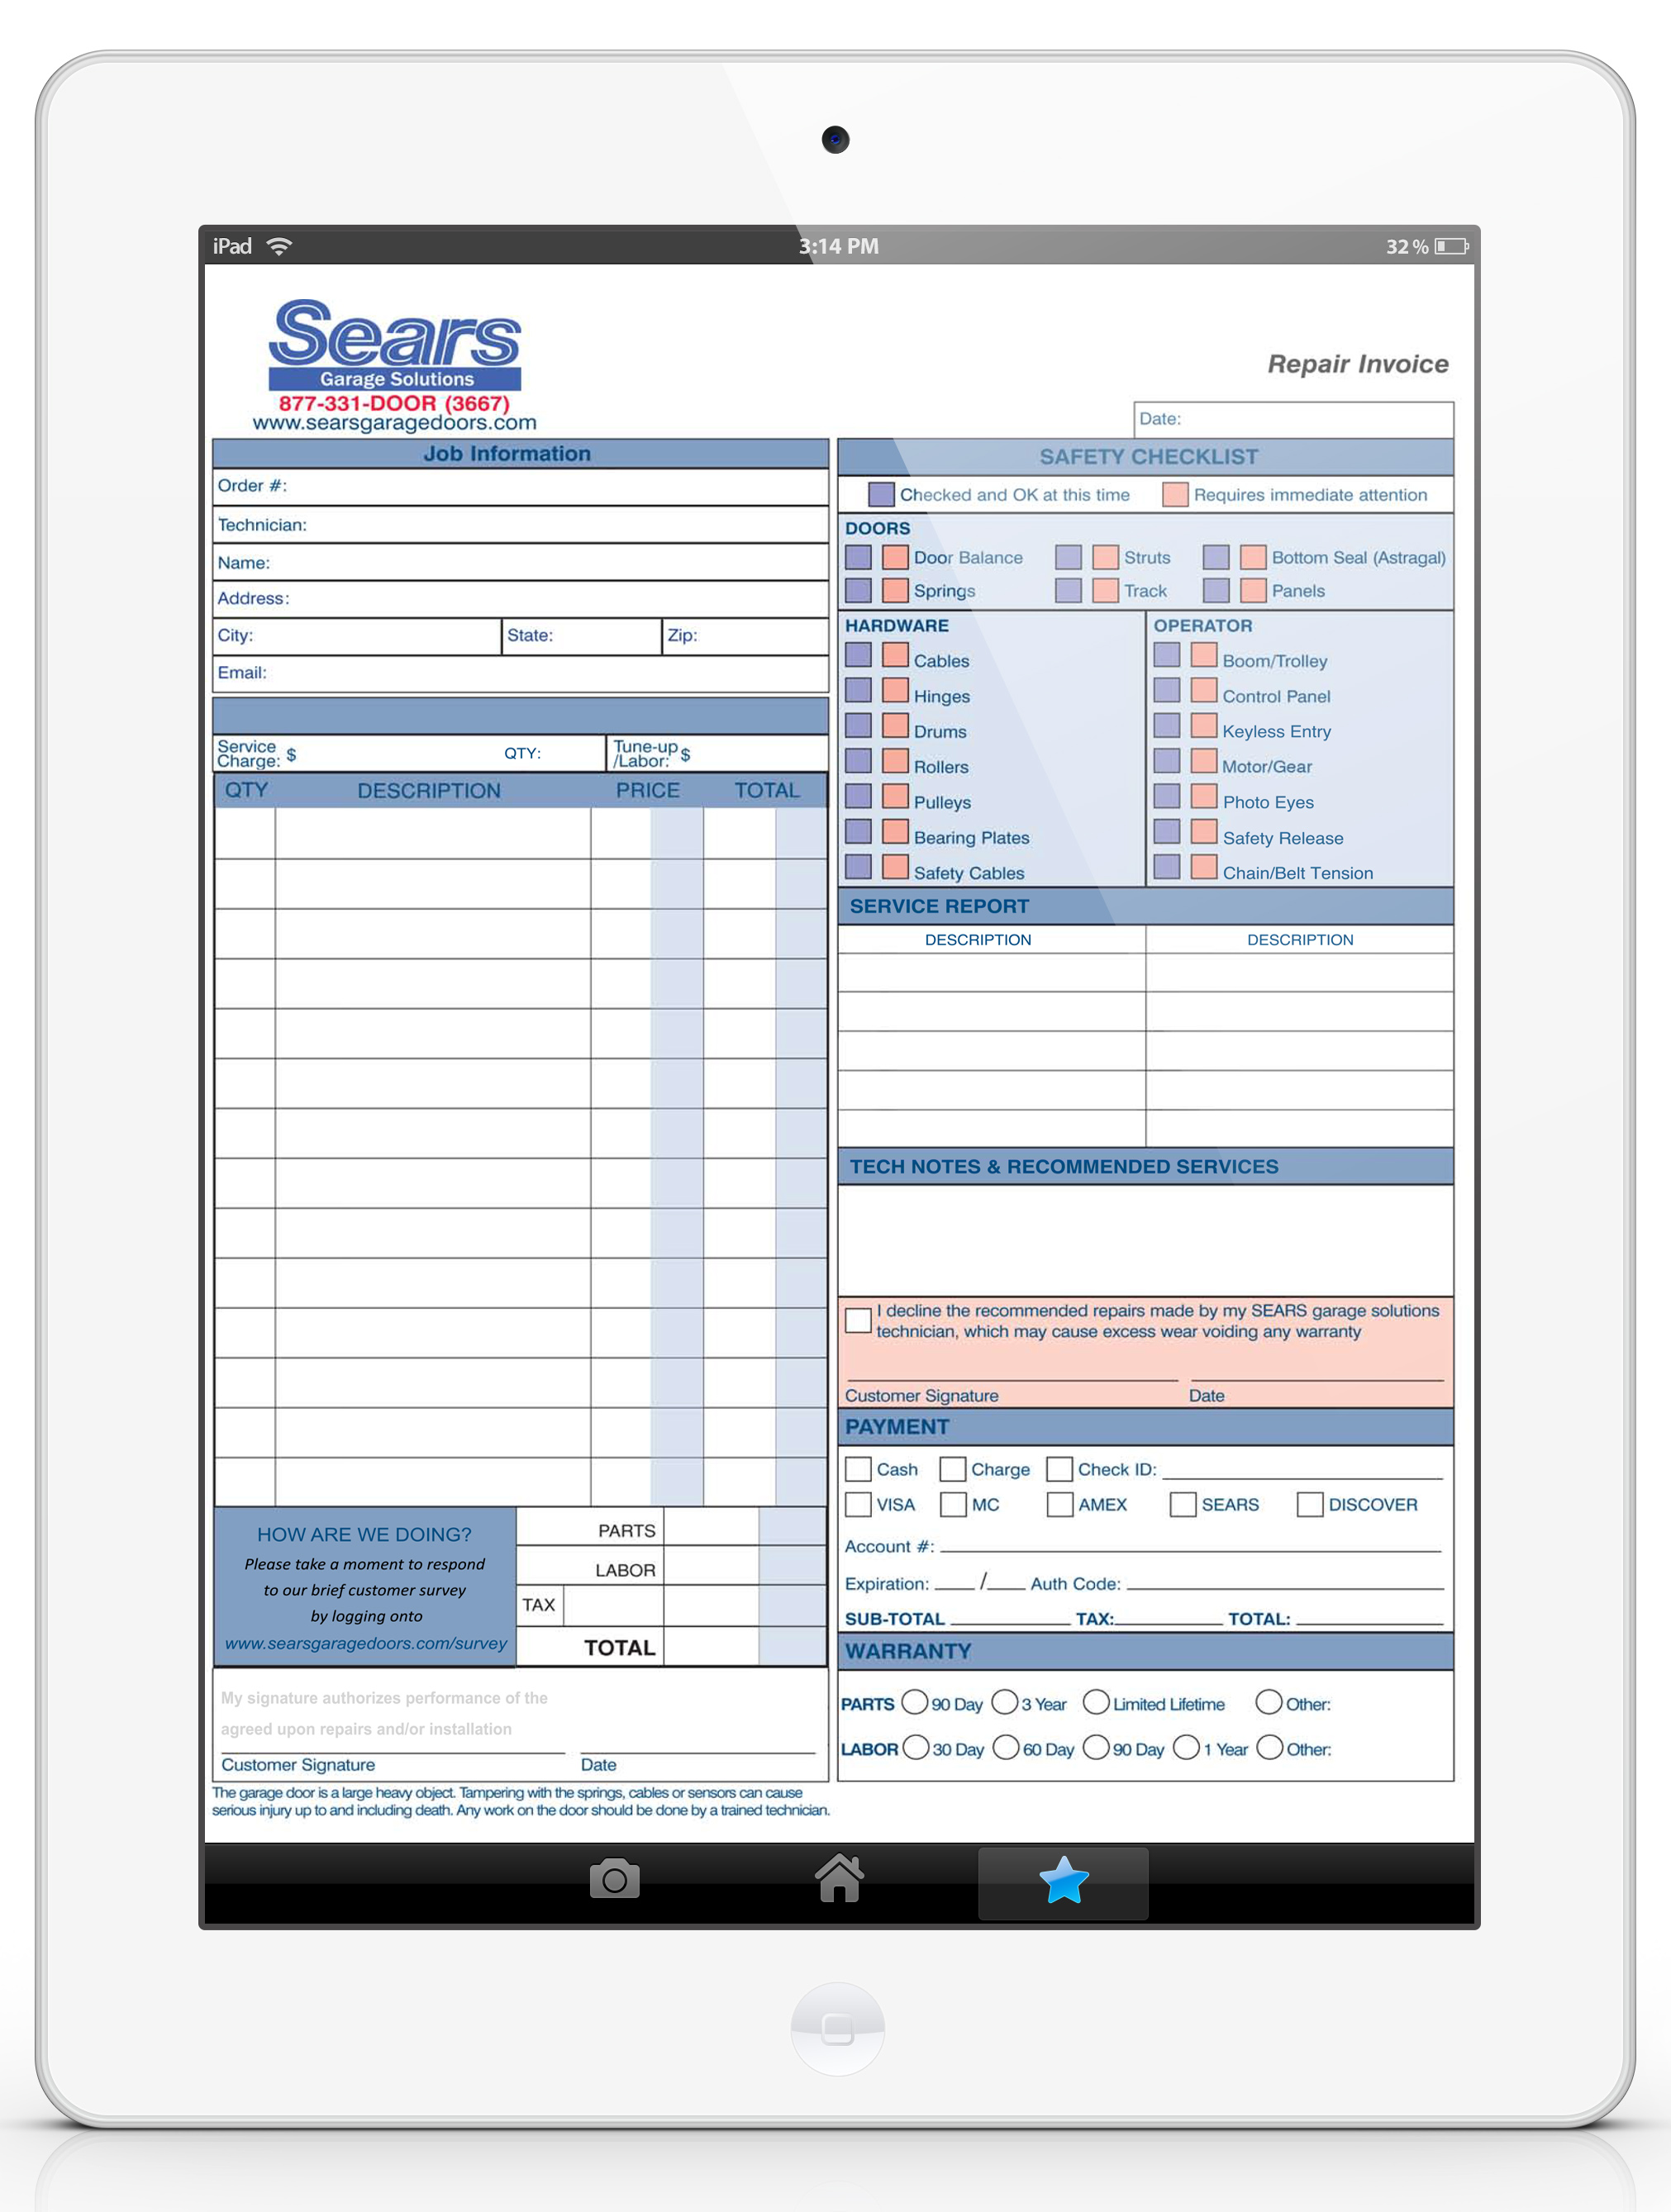 iPad 3:14 PM 32 %
Sears
Garage Solutions
877-331-DOOR (3667)
www.searsgaragedoors.com
Repair Invoice
Date:
Job Information
Order #:
Technician:
Name:
Address:
City: State: Zip:
Email:
Service Charge: $ QTY: Tune-up /Labor: $
QTY DESCRIPTION PRICE TOTAL
HOW ARE WE DOING?
Please take a moment to respond
to our brief customer survey
by logging onto
www.searsgaragedoors.com/survey
PARTS
LABOR
TAX
TOTAL
My signature authorizes performance of the
agreed upon repairs and/or installation
Customer Signature Date
The garage door is a large heavy object. Tampering with the springs, cables or sensors can cause
serious injury up to and including death. Any work on the door should be done by a trained technician.
SAFETY CHECKLIST
Checked and OK at this time Requires immediate attention
DOORS
Door Balance Struts Bottom Seal (Astragal)
Springs Track Panels
HARDWARE
Cables
Hinges
Drums
Rollers
Pulleys
Bearing Plates
Safety Cables
OPERATOR
Boom/Trolley
Control Panel
Keyless Entry
Motor/Gear
Photo Eyes
Safety Release
Chain/Belt Tension
SERVICE REPORT
DESCRIPTION DESCRIPTION
TECH NOTES & RECOMMENDED SERVICES
I decline the recommended repairs made by my SEARS garage solutions
technician, which may cause excess wear voiding any warranty
Customer Signature Date
PAYMENT
Cash Charge Check ID:
VISA MC AMEX SEARS DISCOVER
Account #:
Expiration: / Auth Code:
SUB-TOTAL TAX: TOTAL:
WARRANTY
PARTS 90 Day 3 Year Limited Lifetime Other:
LABOR 30 Day 60 Day 90 Day 1 Year Other: